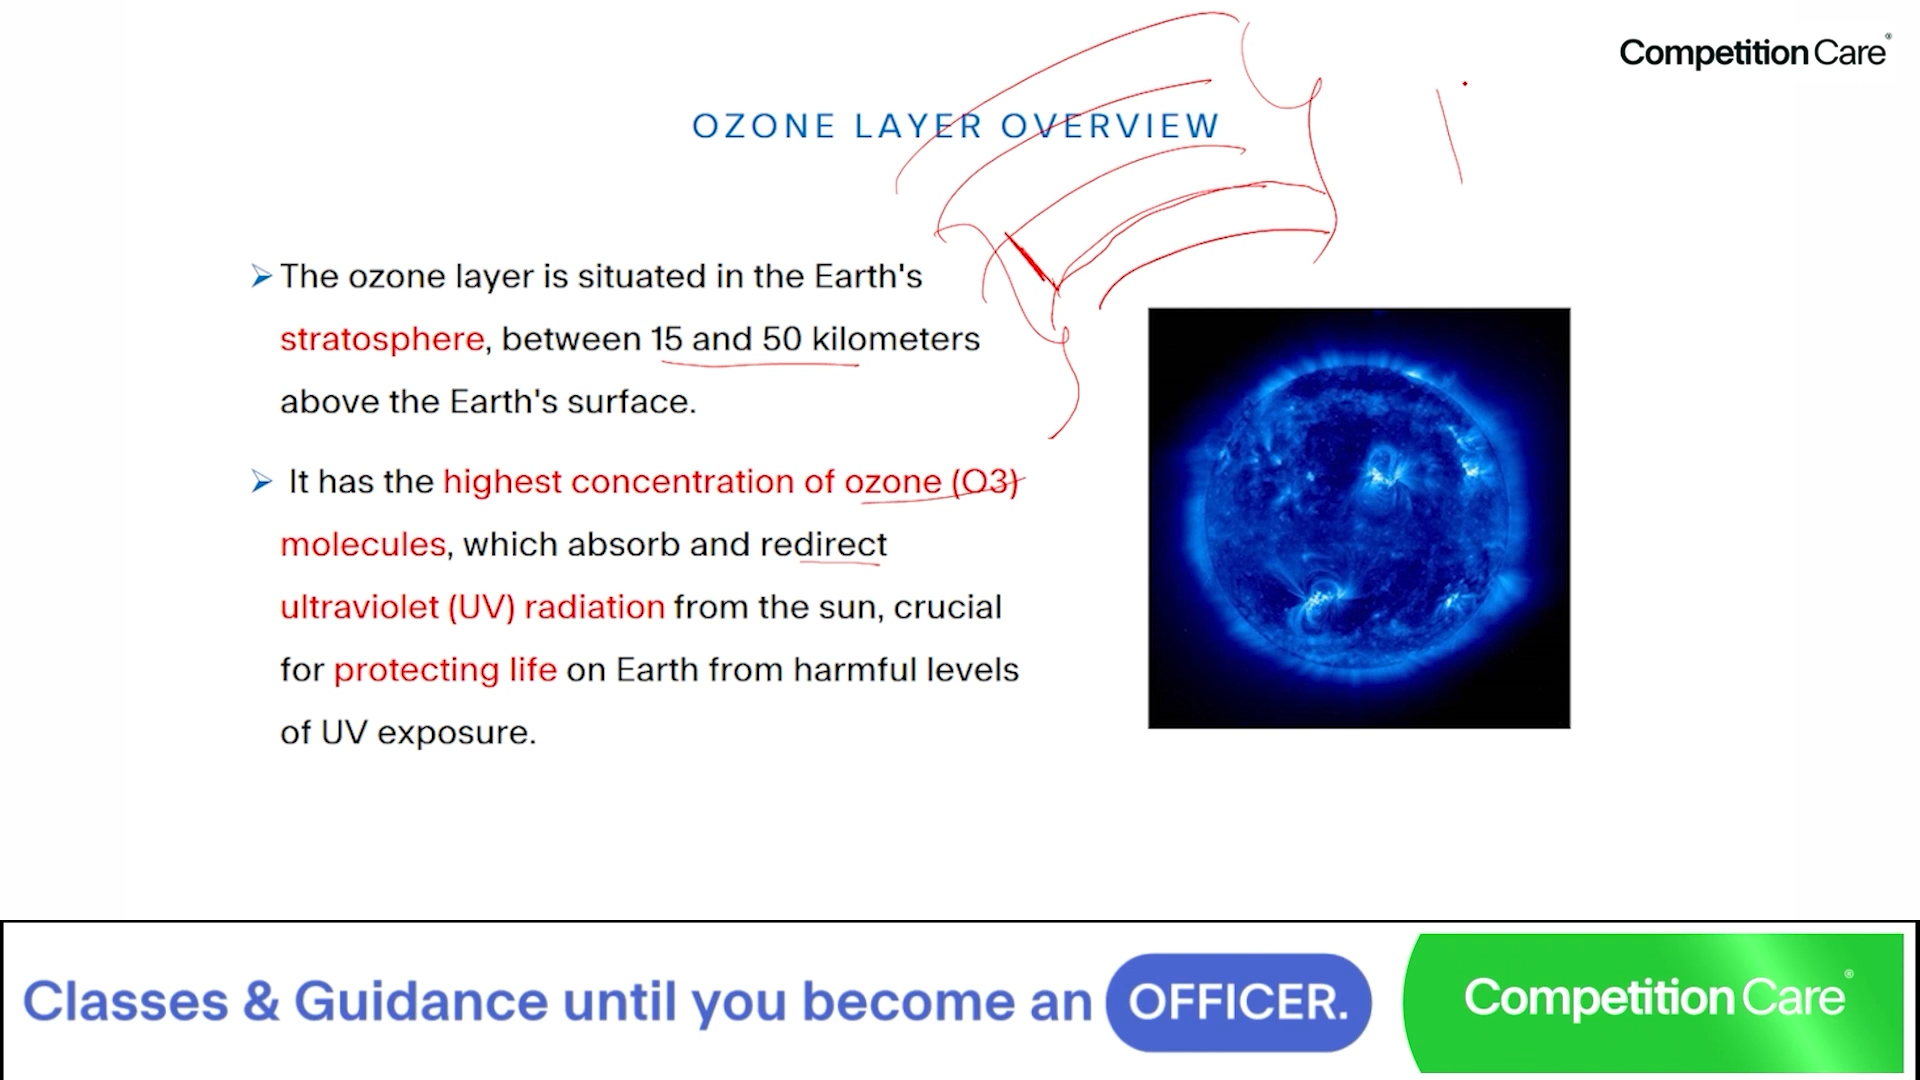 Competition Care®
OZONE LAYER OVERVIEW
➢ The ozone layer is situated in the Earth's
stratosphere, between 15 and 50 kilometers
above the Earth's surface.
➢ It has the highest concentration of ozone (O3)
molecules, which absorb and redirect
ultraviolet (UV) radiation from the sun, crucial
for protecting life on Earth from harmful levels
of UV exposure.
Classes & Guidance until you become an OFFICER.
Competition Care®